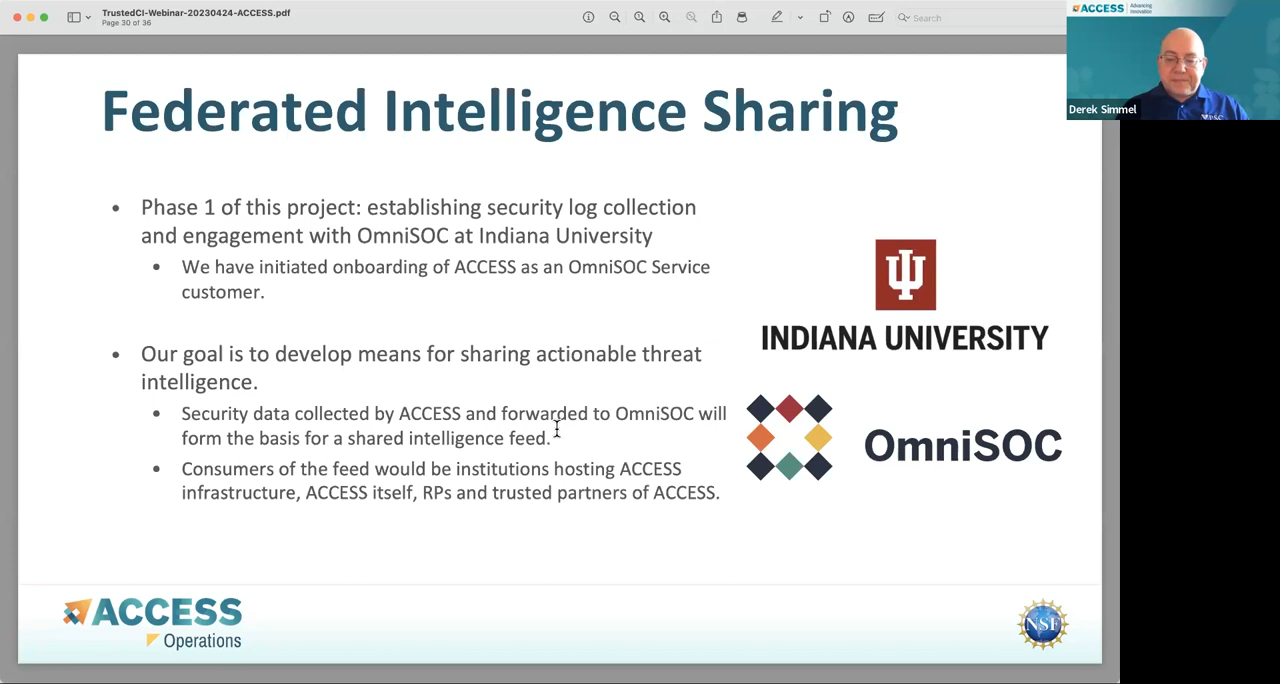 TrustedCI-Webinar-20230424-ACCESS.pdf
Page 30 of 36
Search
ACCESS
Advancing
Innovation
Derek Simmel
PSC
Federated Intelligence Sharing
• Phase 1 of this project: establishing security log collection
and engagement with OmniSOC at Indiana University
• We have initiated onboarding of ACCESS as an OmniSOC Service
customer.
• Our goal is to develop means for sharing actionable threat
intelligence.
• Security data collected by ACCESS and forwarded to OmniSOC will
form the basis for a shared intelligence feed.
• Consumers of the feed would be institutions hosting ACCESS
infrastructure, ACCESS itself, RPs and trusted partners of ACCESS.
INDIANA UNIVERSITY
OmniSOC
ACCESS
Operations
NSF